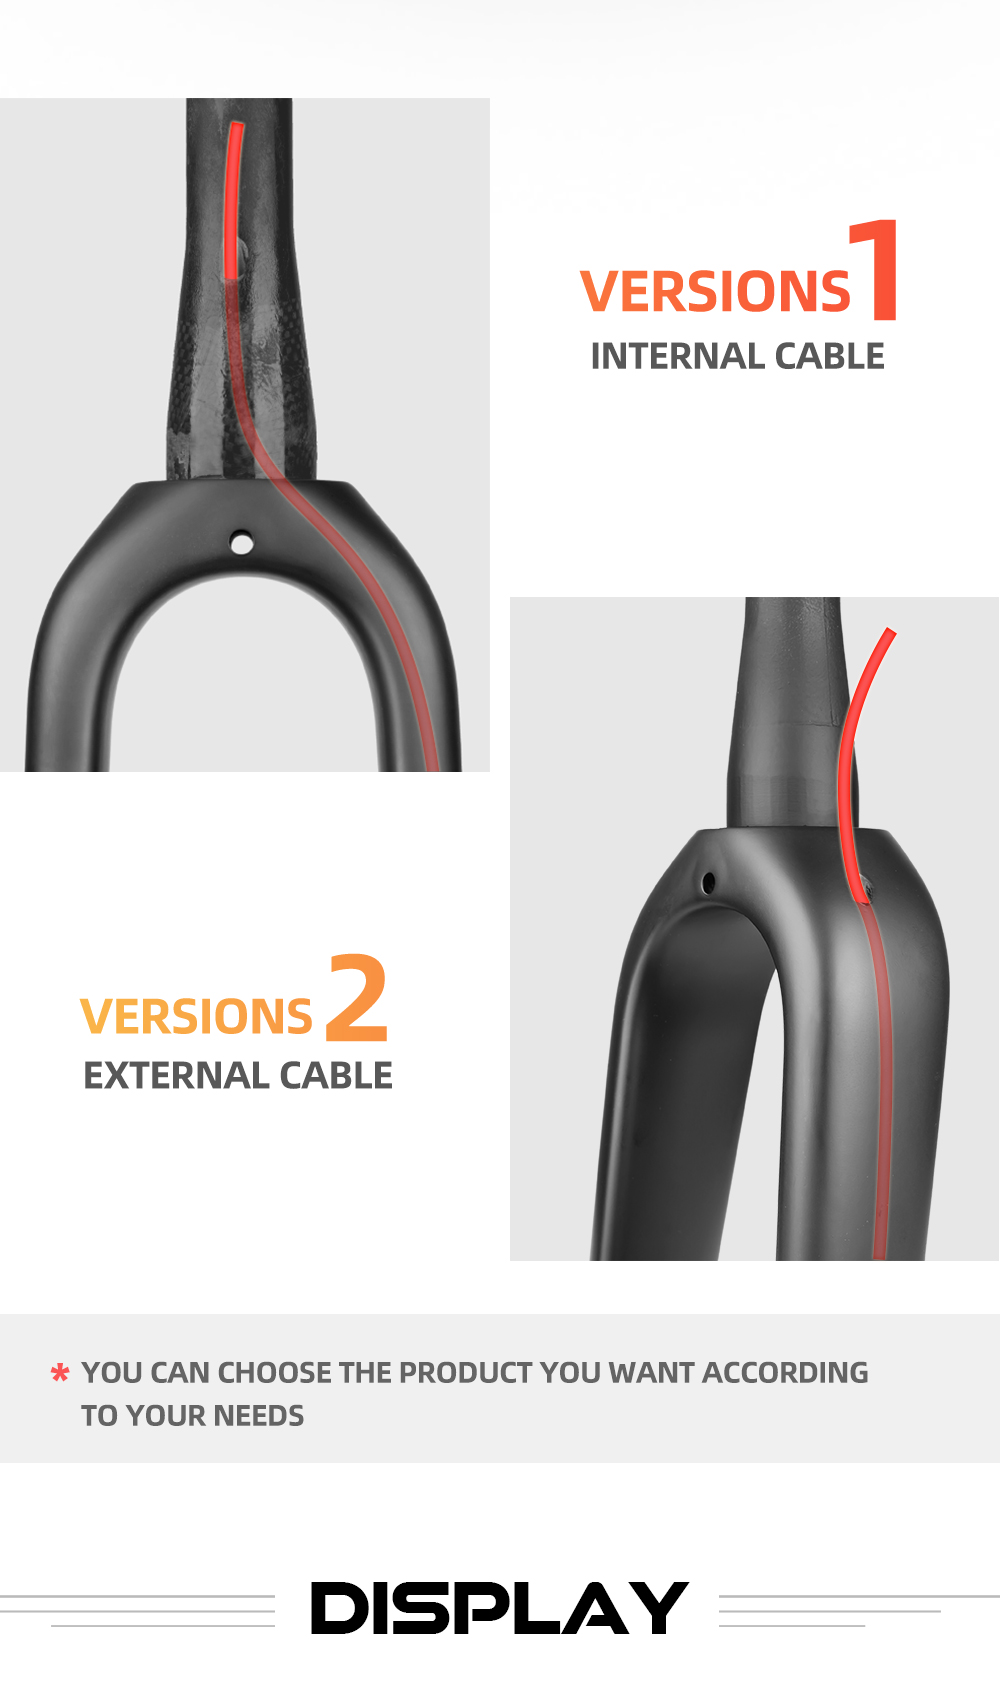 VERSIONS 1
INTERNAL CABLE
VERSIONS 2
EXTERNAL CABLE
* YOU CAN CHOOSE THE PRODUCT YOU WANT ACCORDING
TO YOUR NEEDS
DISPLAY